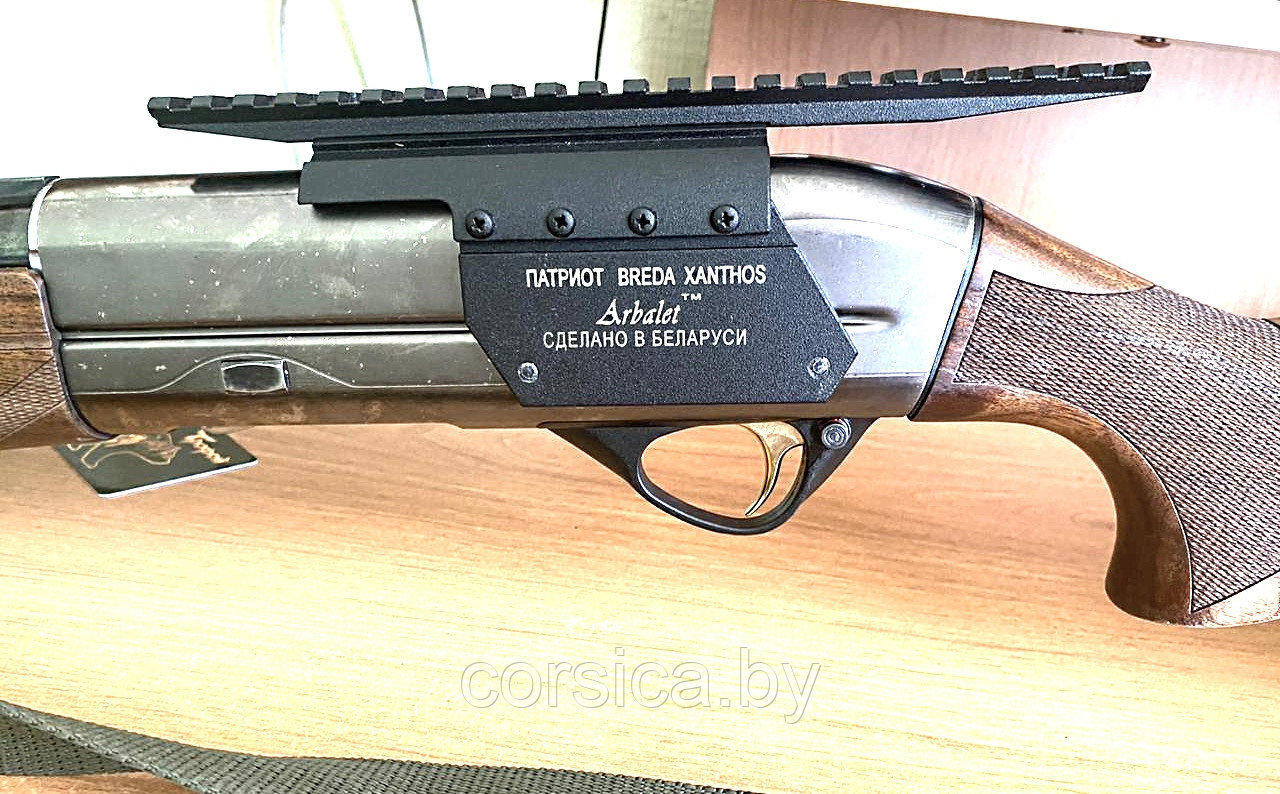 ПАТРИОТ BREDA XANTHOS
Arbalet™
СДЕЛАНО В БЕЛАРУСИ
corsica.by